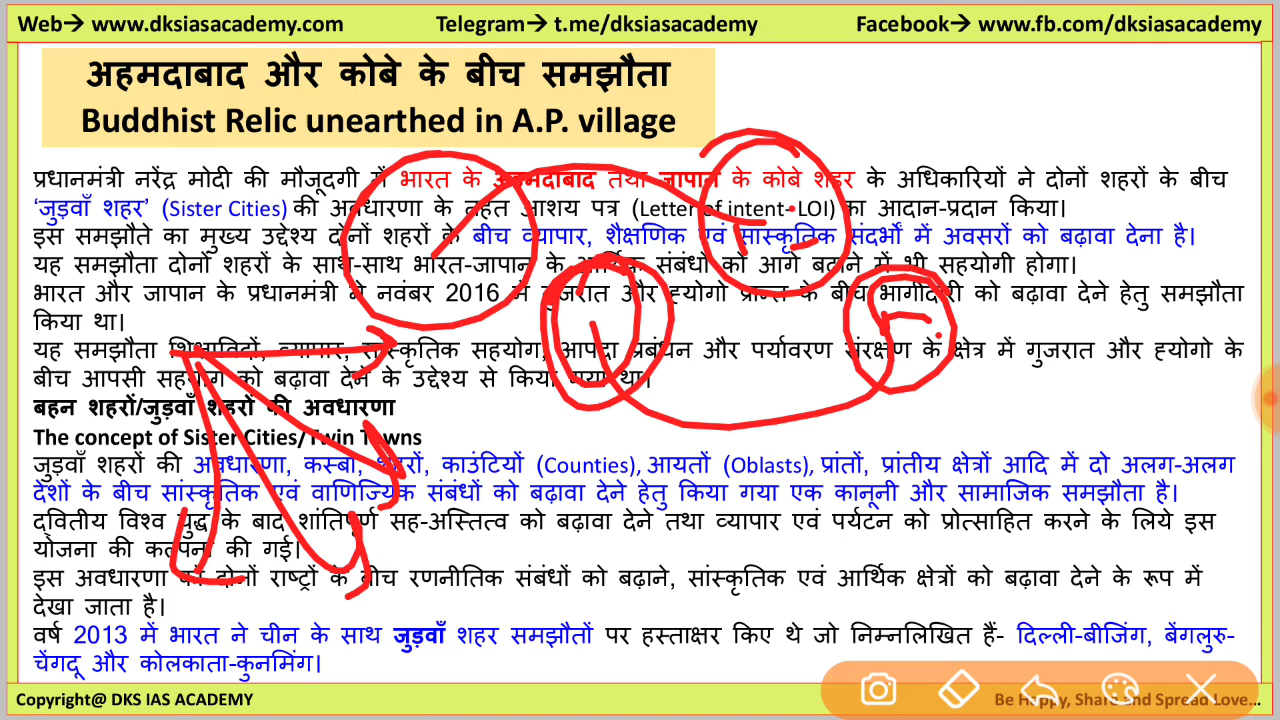 Web→ www.dksiasacademy.com Telegram→ t.me/dksiasacademy Facebook→ www.fb.com/dksiasacademy
अहमदाबाद और कोबे के बीच समझौता
Buddhist Relic unearthed in A.P. village
प्रधानमंत्री नरेंद्र मोदी की मौजूदगी में भारत के अहमदाबाद तथा जापान के कोबे शहर के अधिकारियों ने दोनों शहरों के बीच
‘जुड़वाँ शहर’ (Sister Cities) की अवधारणा के तहत आशय पत्र (Letter of intent- LOI) का आदान-प्रदान किया।
इस समझौते का मुख्य उद्देश्य दोनों शहरों के बीच व्यापार, शैक्षणिक एवं सांस्कृतिक संदर्भों में अवसरों को बढ़ावा देना है।
यह समझौता दोनों शहरों के साथ-साथ भारत-जापान के आर्थिक संबंधों को आगे बढ़ाने में भी सहयोगी होगा।
भारत और जापान के प्रधानमंत्री ने नवंबर 2016 में गुजरात और ह्योगो प्रान्त के बीच भागीदारी को बढ़ावा देने हेतु समझौता
किया था।
यह समझौता शिक्षाविदों, व्यापार, सांस्कृतिक सहयोग, आपदा प्रबंधन और पर्यावरण संरक्षण के क्षेत्र में गुजरात और ह्योगो के
बीच आपसी सहयोग को बढ़ावा देने के उद्देश्य से किया गया था।
बहन शहरों/जुड़वाँ शहरों की अवधारणा
The concept of Sister Cities/Twin Towns
जुड़वाँ शहरों की अवधारणा, कस्बों, शहरों, काउंटियों (Counties), आयतों (Oblasts), प्रांतों, प्रांतीय क्षेत्रों आदि में दो अलग-अलग
देशों के बीच सांस्कृतिक एवं वाणिज्यिक संबंधों को बढ़ावा देने हेतु किया गया एक कानूनी और सामाजिक समझौता है।
द्वितीय विश्व युद्ध के बाद शांतिपूर्ण सह-अस्तित्व को बढ़ावा देने तथा व्यापार एवं पर्यटन को प्रोत्साहित करने के लिये इस
योजना की कल्पना की गई।
इस अवधारणा को दोनों राष्ट्रों के बीच रणनीतिक संबंधों को बढ़ाने, सांस्कृतिक एवं आर्थिक क्षेत्रों को बढ़ावा देने के रूप में
देखा जाता है।
वर्ष 2013 में भारत ने चीन के साथ जुड़वाँ शहर समझौतों पर हस्ताक्षर किए थे जो निम्नलिखित हैं- दिल्ली-बीजिंग, बेंगलुरु-
चेंगदू और कोलकाता-कुनमिंग।
Copyright@ DKS IAS ACADEMY Be Happy, Share and Spread Love…